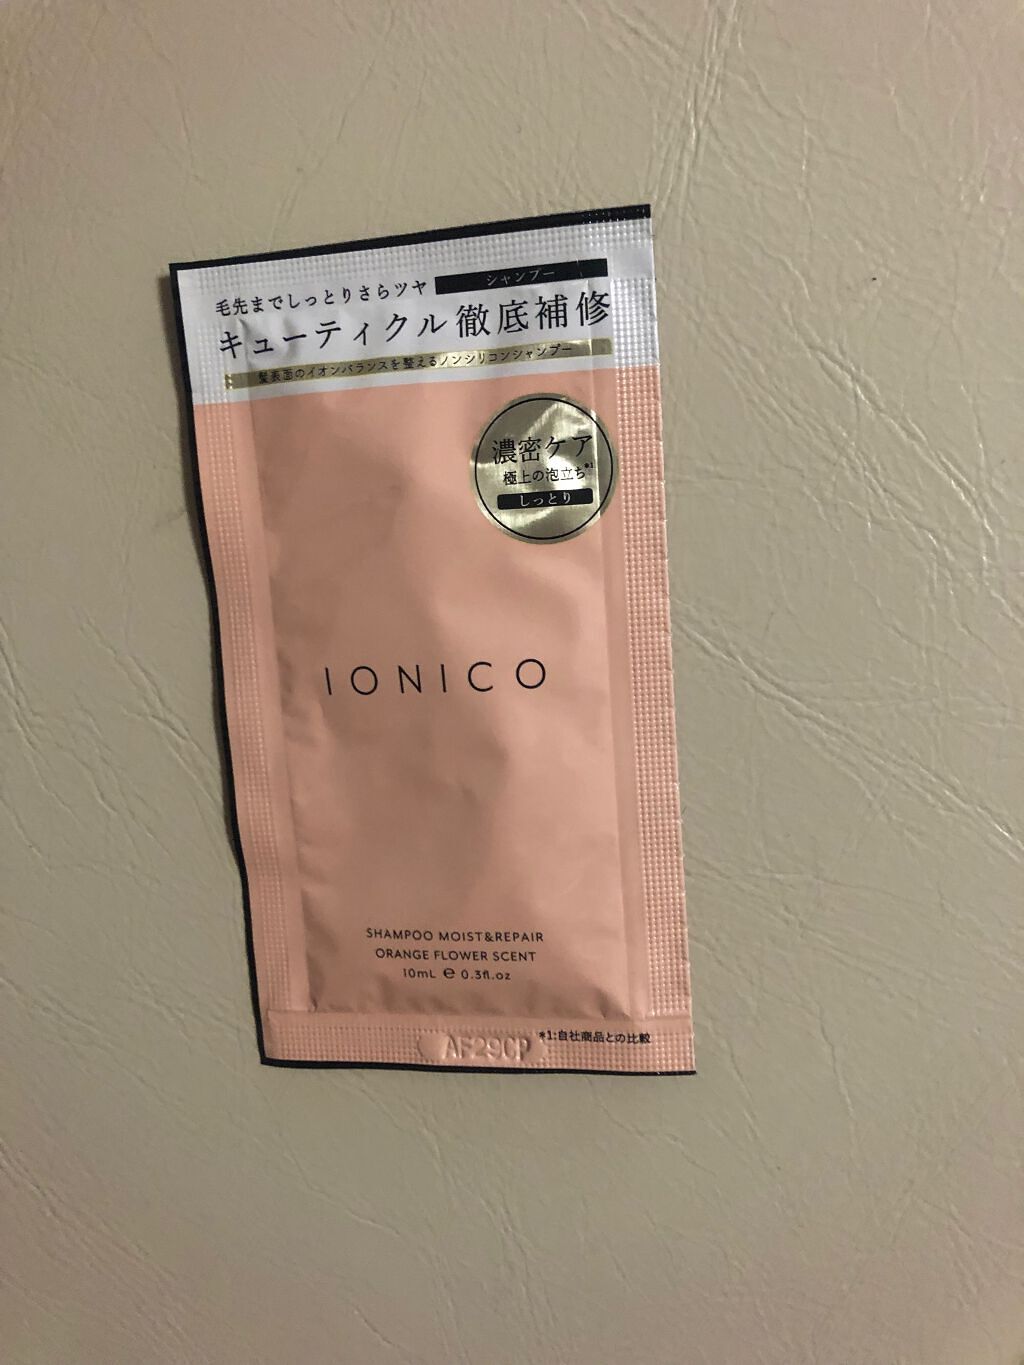 毛先までしっとりさらツヤ シャンプー
キューティクル徹底補修
髪表面のイオンバランスを整えるノンシリコンシャンプー
濃密ケア
極上の泡立ち*1
しっとり
IONICO
SHAMPOO MOIST&REPAIR
ORANGE FLOWER SCENT
10mL ℮ 0.3fl.oz
*1:自社商品との比較
AF29CP